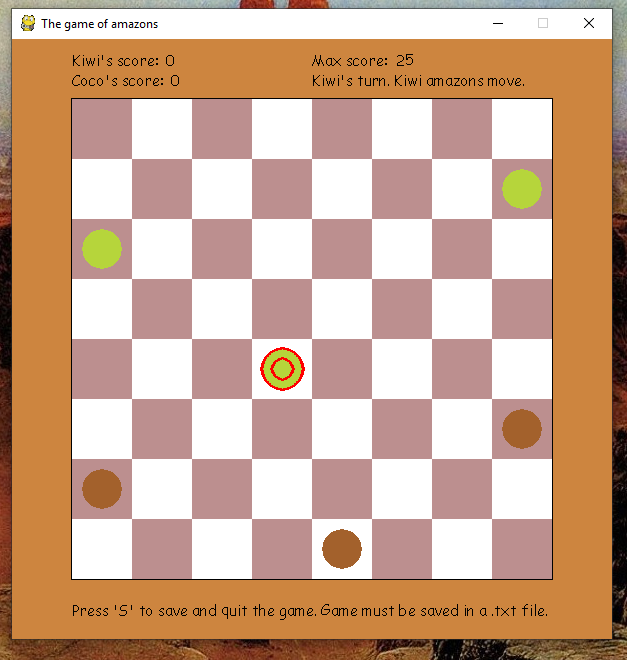 The game of amazons
Kiwi's score: 0
Max score: 25
Coco's score: 0
Kiwi's turn. Kiwi amazons move.
Press 'S' to save and quit the game. Game must be saved in a .txt file.